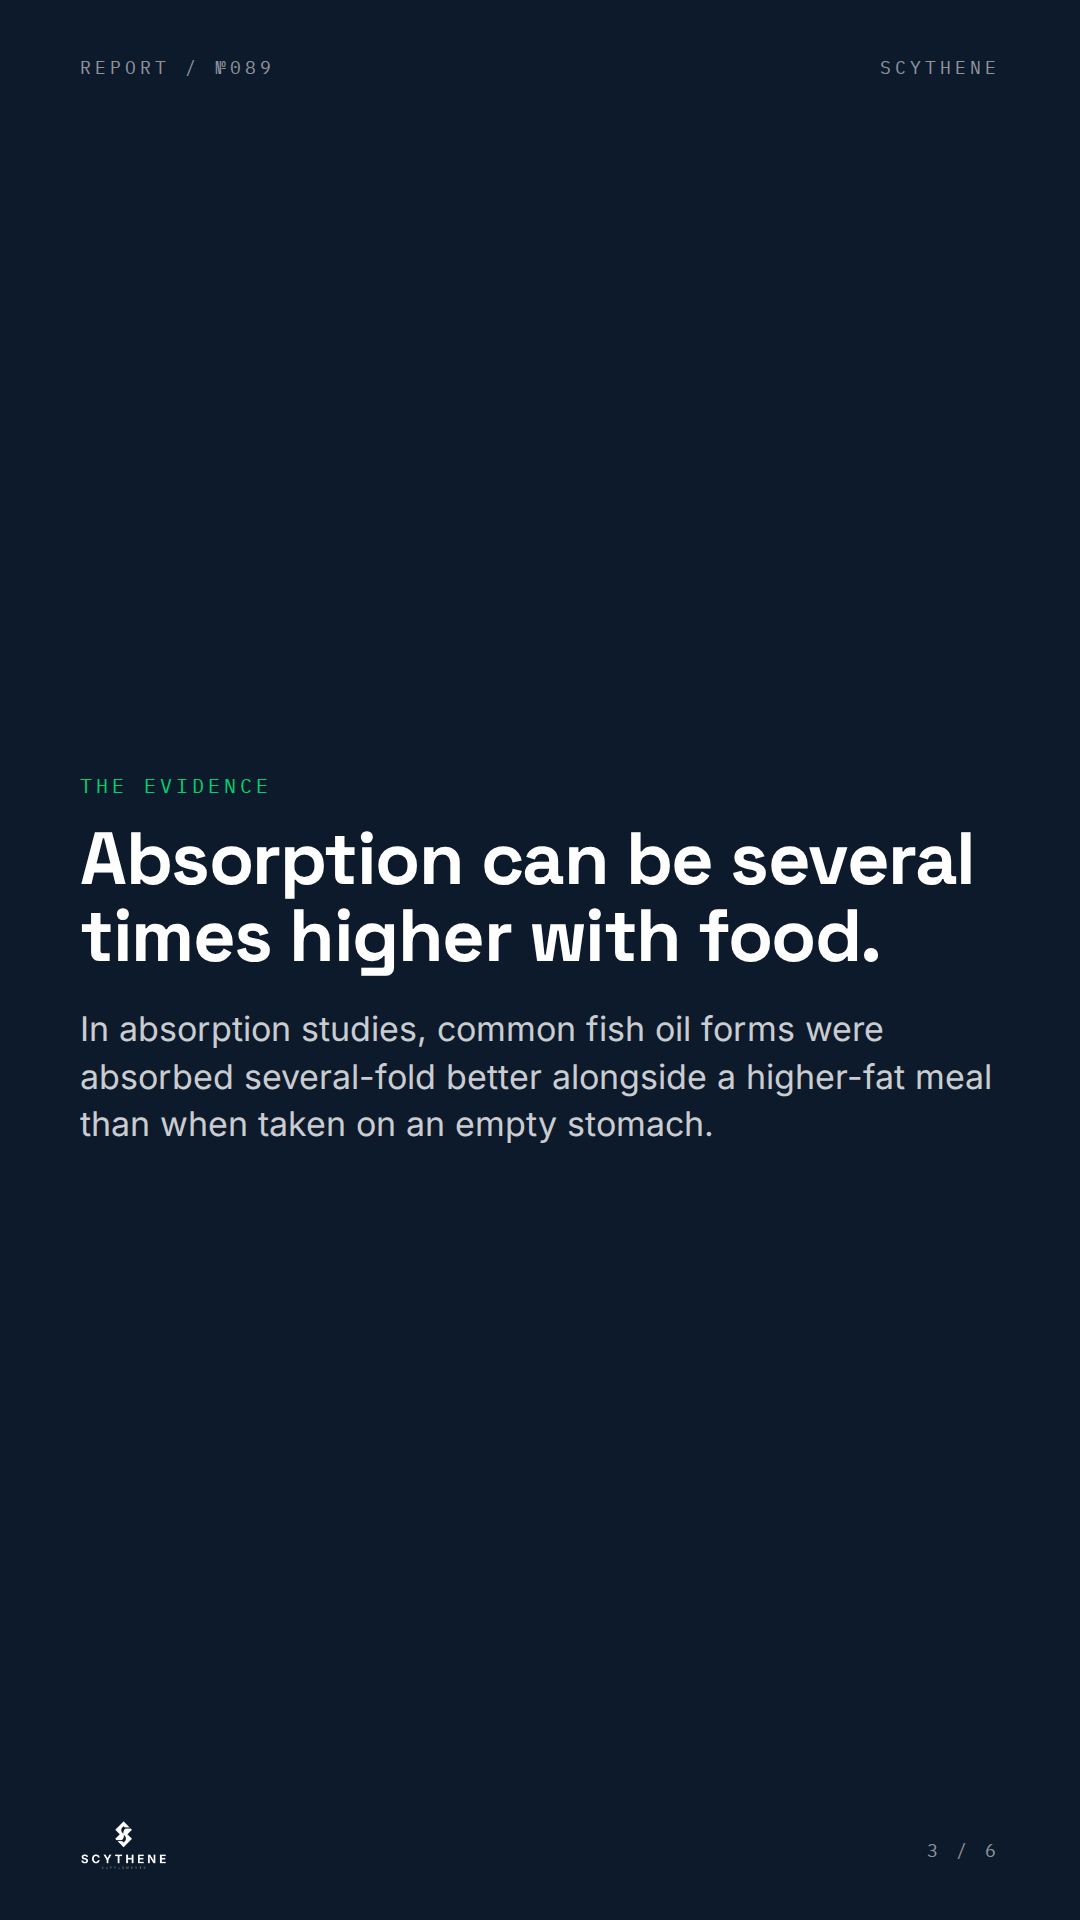 REPORT / №089
SCYTHENE
THE EVIDENCE
Absorption can be several
times higher with food.
In absorption studies, common fish oil forms were
absorbed several-fold better alongside a higher-fat meal
than when taken on an empty stomach.
SCYTHENE
3 / 6